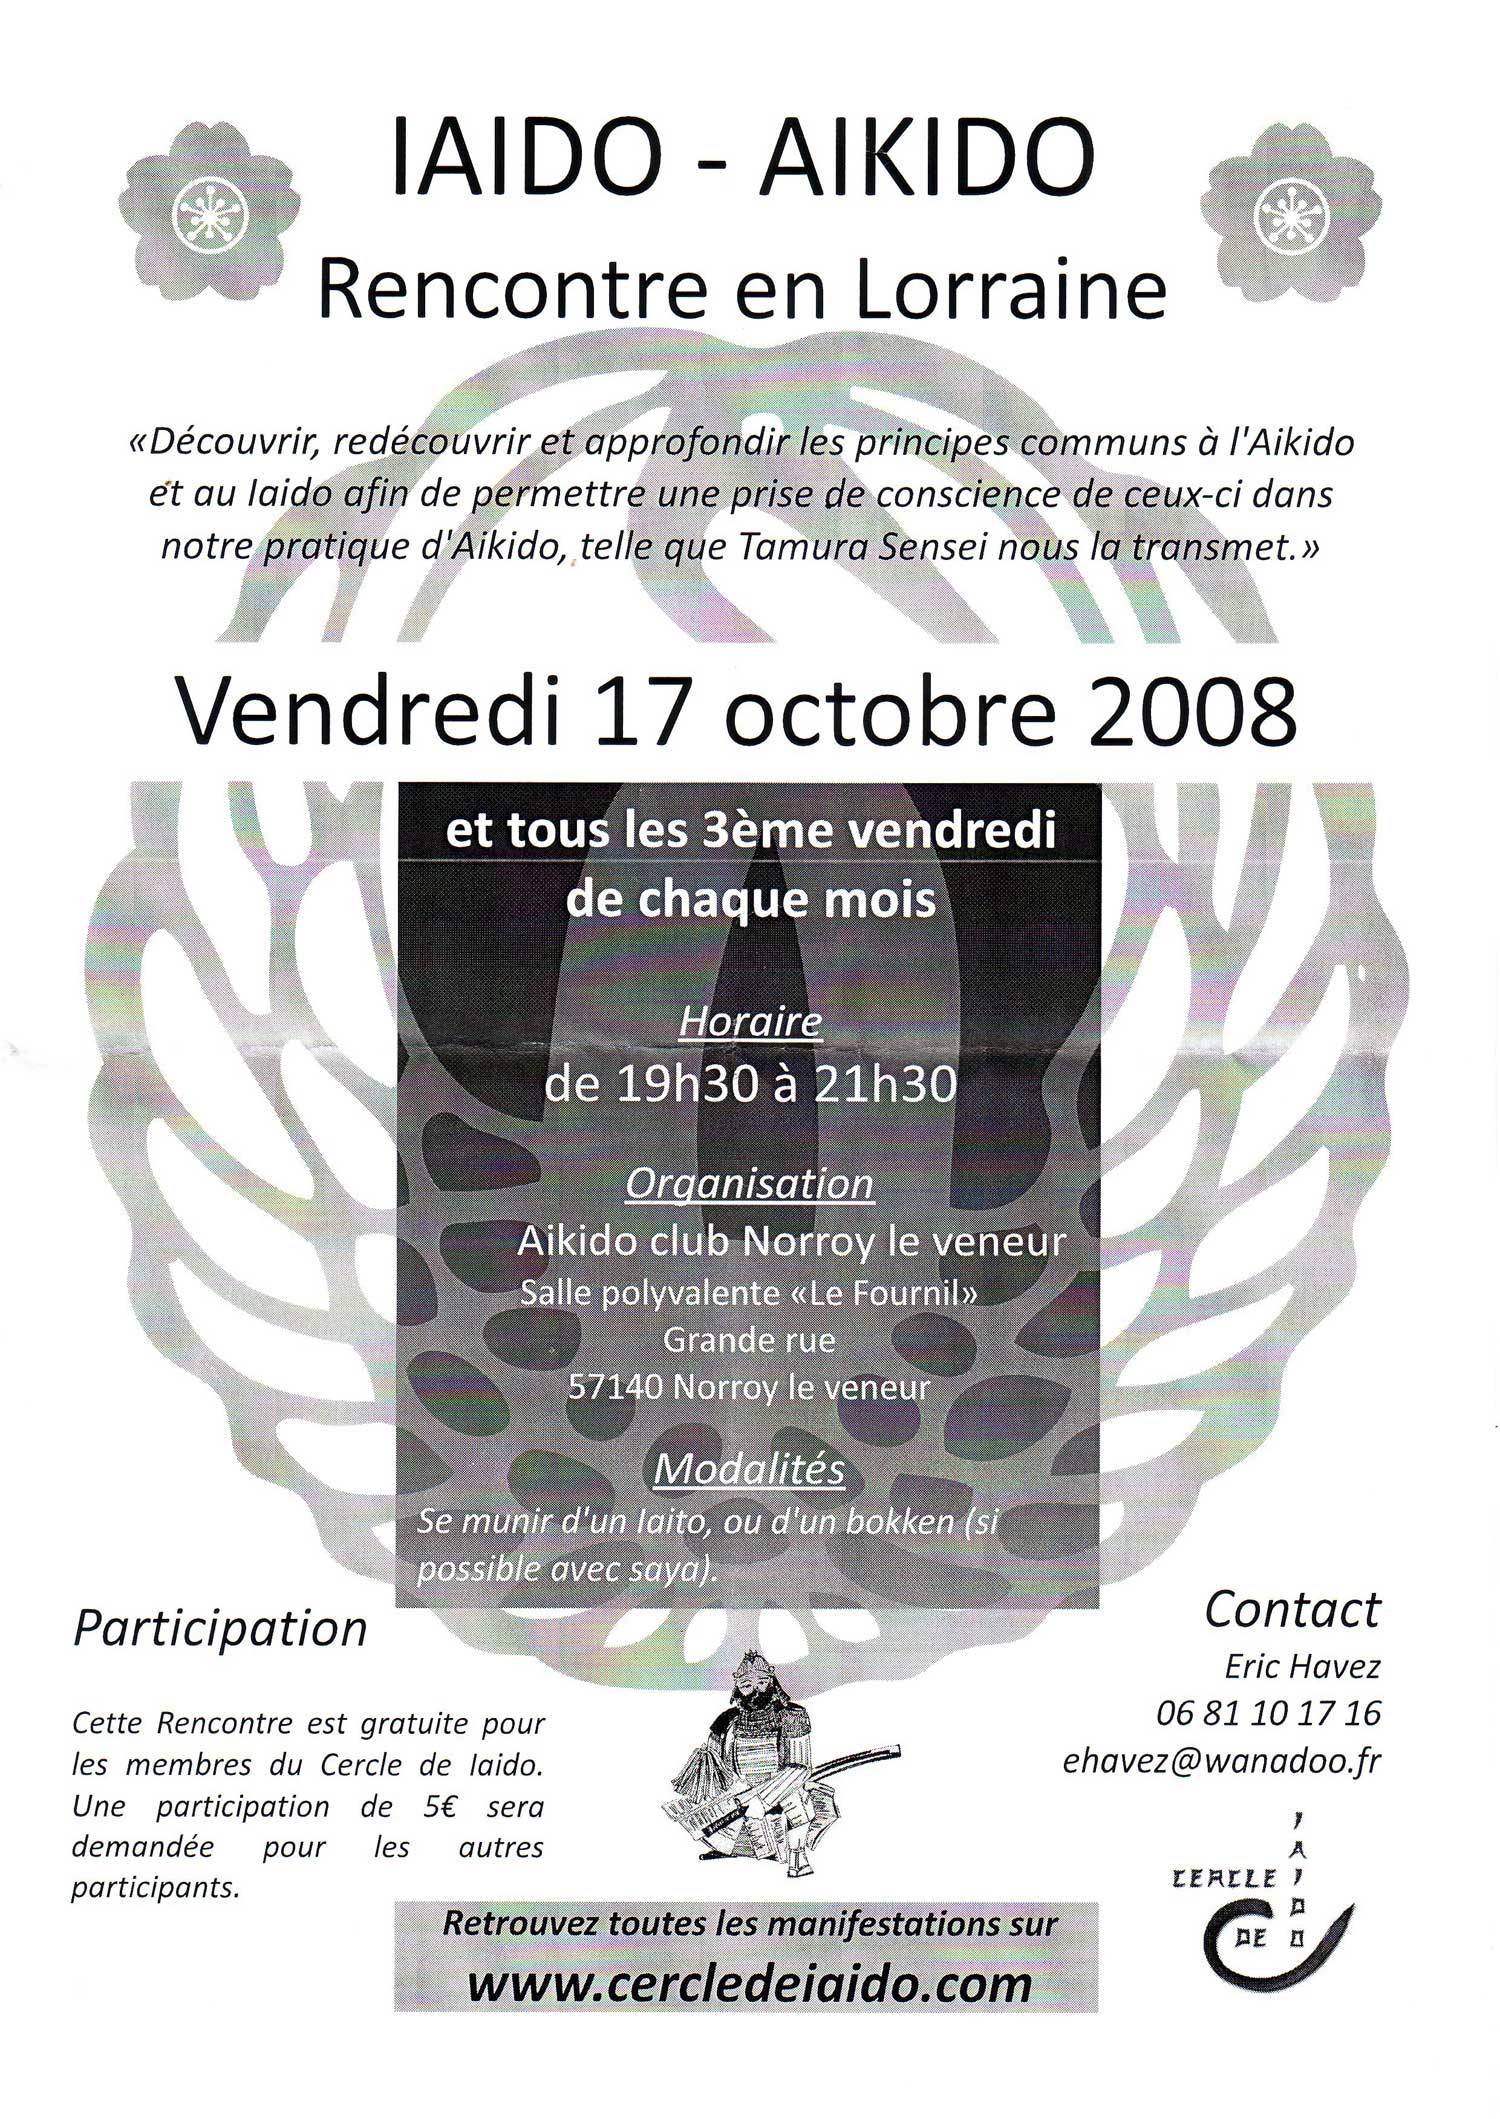 IAIDO - AIKIDO
Rencontre en Lorraine
«Découvrir, redécouvrir et approfondir les principes communs à l'Aikido
et au Iaido afin de permettre une prise de conscience de ceux-ci dans
notre pratique d'Aikido, telle que Tamura Sensei nous la transmet.»
Vendredi 17 octobre 2008
et tous les 3ème vendredi
de chaque mois
Horaire
de 19h30 à 21h30
Organisation
Aikido club Norroy le veneur
Salle polyvalente «Le Fournil»
Grande rue
57140 Norroy le veneur
Modalités
Se munir d'un Iaito, ou d'un bokken (si
possible avec saya).
Participation
Cette Rencontre est gratuite pour
les membres du Cercle de Iaido.
Une participation de 5€ sera
demandée pour les autres
participants.
Contact
Eric Havez
06 81 10 17 16
ehavez@wanadoo.fr
CERCLE
DE
IAIDO
Retrouvez toutes les manifestations sur
www.cercledeiaido.com